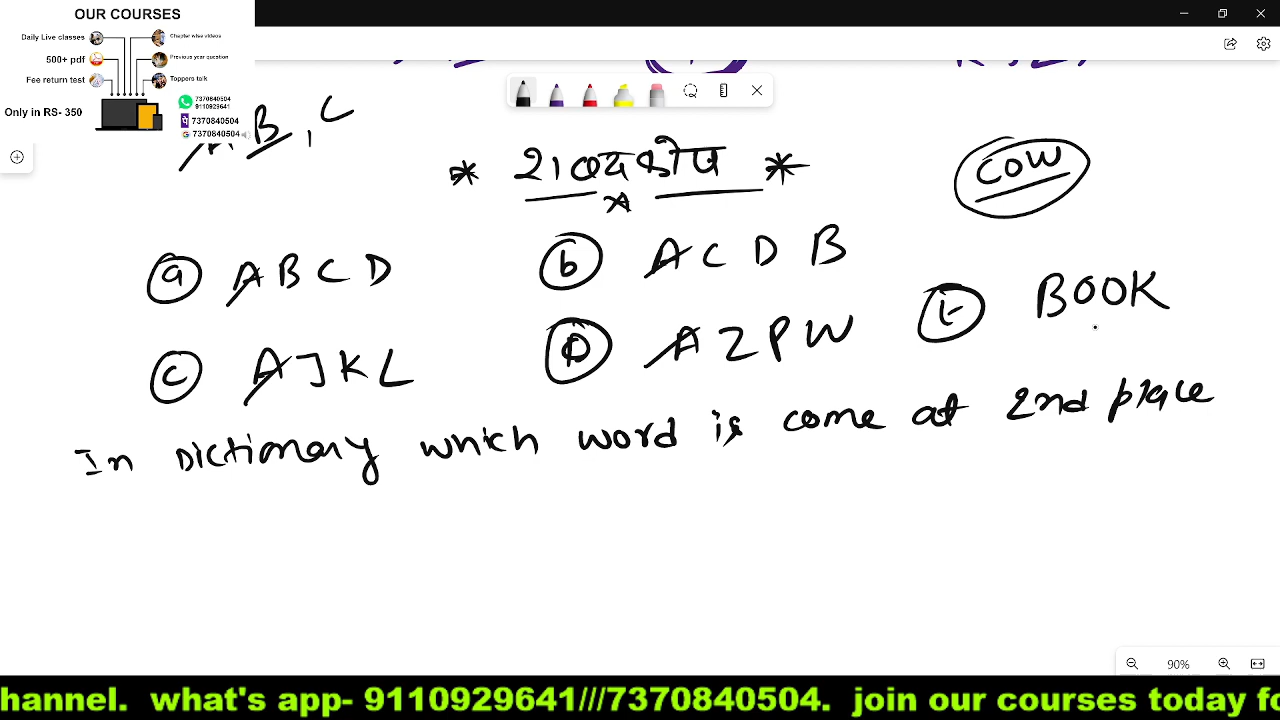 OUR COURSES
Daily Live classes
Chapter wise videos
500+ pdf
Previous year question
Fee return test
Toppers talk
Only in RS- 350
7370840504
9110929641
7370840504
7370840504
A, B, C
* शब्दकोष *
COW
(a) ABCD
(b) ACDB
(c) AJKL
(D) AZPW
BOOK
In Dictionary which word is come at 2nd place
90%
hannel. what's app- 9110929641///7370840504. join our courses today fo